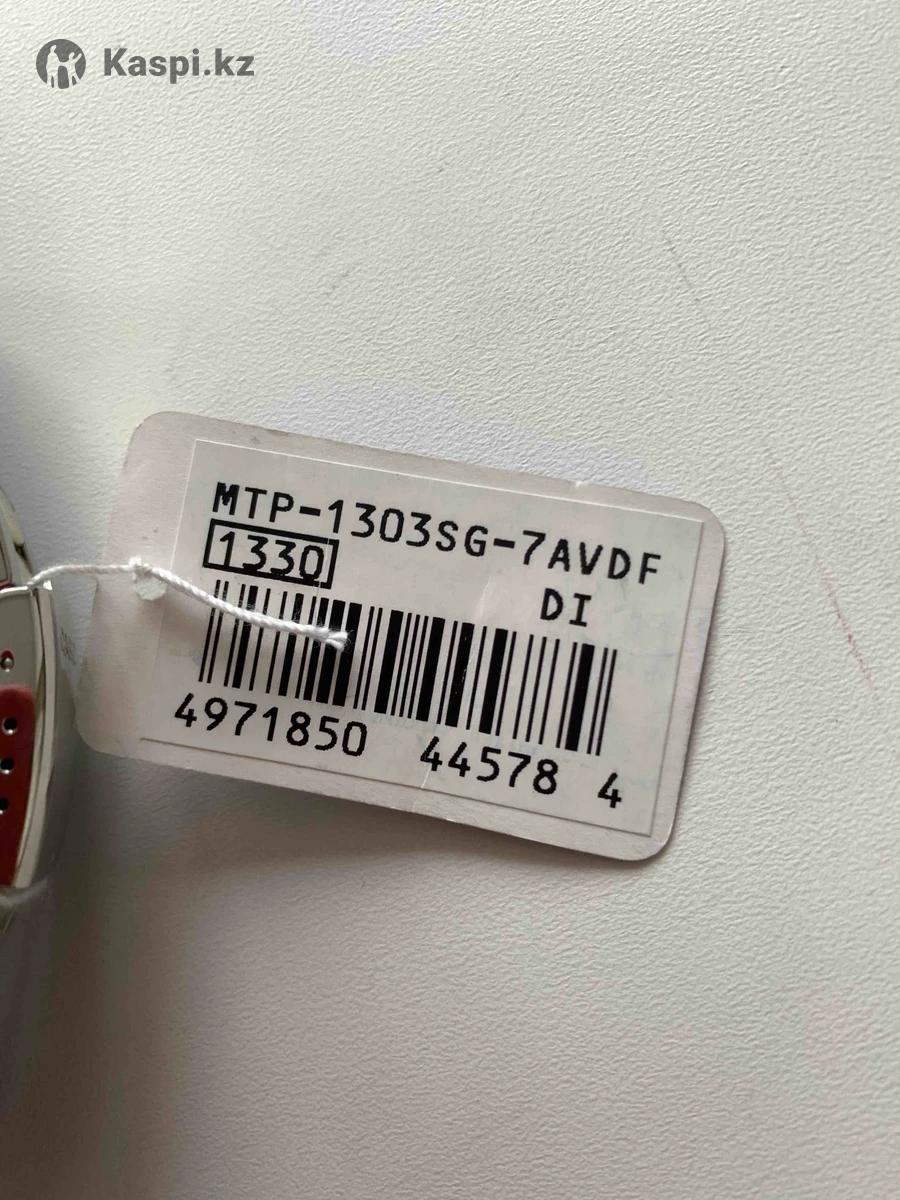 Kaspi.kz
MTP-1303SG-7AVDF
1330
DI
4971850 44578 4